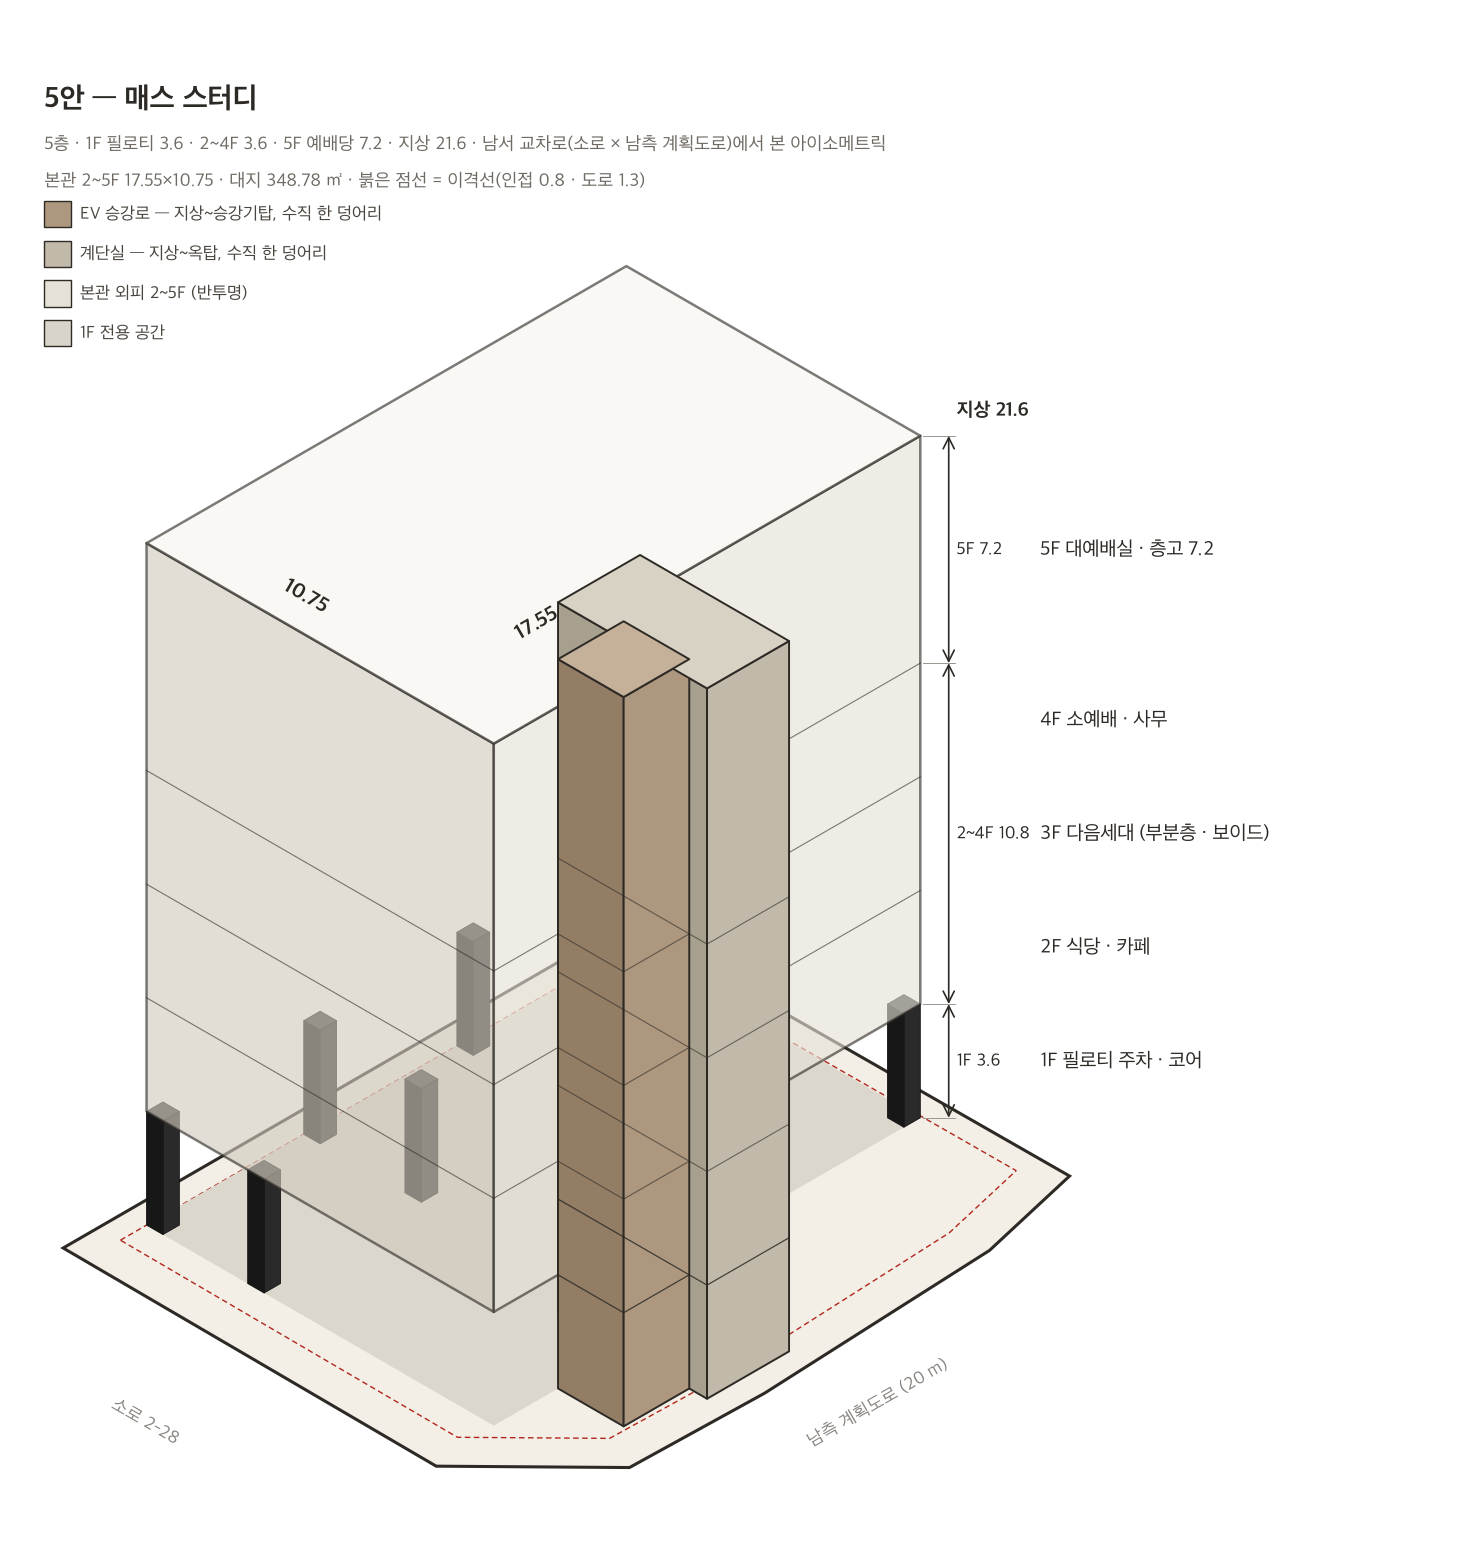 5안 — 매스 스터디
5층 · 1F 필로티 3.6 · 2~4F 3.6 · 5F 예배당 7.2 · 지상 21.6 · 남서 교차로(소로 × 남측 계획도로)에서 본 아이소메트릭
본관 2~5F 17.55×10.75 · 대지 348.78 ㎡ · 붉은 점선 = 이격선(인접 0.8 · 도로 1.3)
EV 승강로 — 지상~승강기탑, 수직 한 덩어리
계단실 — 지상~옥탑, 수직 한 덩어리
본관 외피 2~5F (반투명)
1F 전용 공간
지상 21.6
5F 7.2
5F 대예배실 · 층고 7.2
10.75
17.55
4F 소예배 · 사무
2~4F 10.8
3F 다음세대 (부분층 · 보이드)
2F 식당 · 카페
1F 3.6
1F 필로티 주차 · 코어
소로 2-28
남측 계획도로 (20 m)